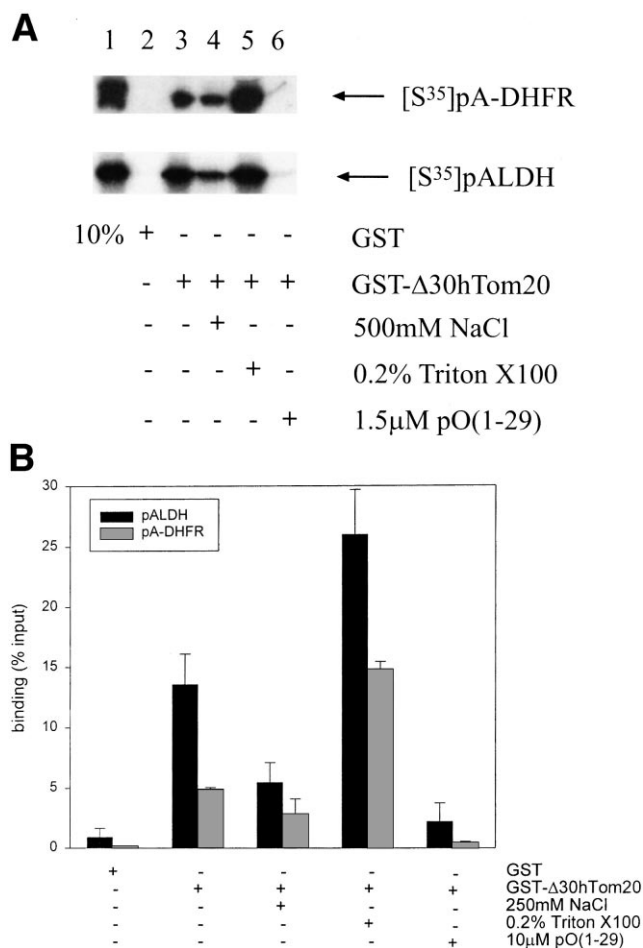 A
1 2 3 4 5 6
[S³⁵]pA-DHFR
[S³⁵]pALDH
10% + - - - - GST
- + + + + GST-Δ30hTom20
- - + - - 500mM NaCl
- - - + - 0.2% Triton X100
- - - - + 1.5μM pO(1-29)
B
30
25
20
15
10
5
0
binding (% input)
pALDH
pA-DHFR
+ - - - - GST
- + + + + GST-Δ30hTom20
- - + - - 250mM NaCl
- - - + - 0.2% Triton X100
- - - - + 10μM pO(1-29)